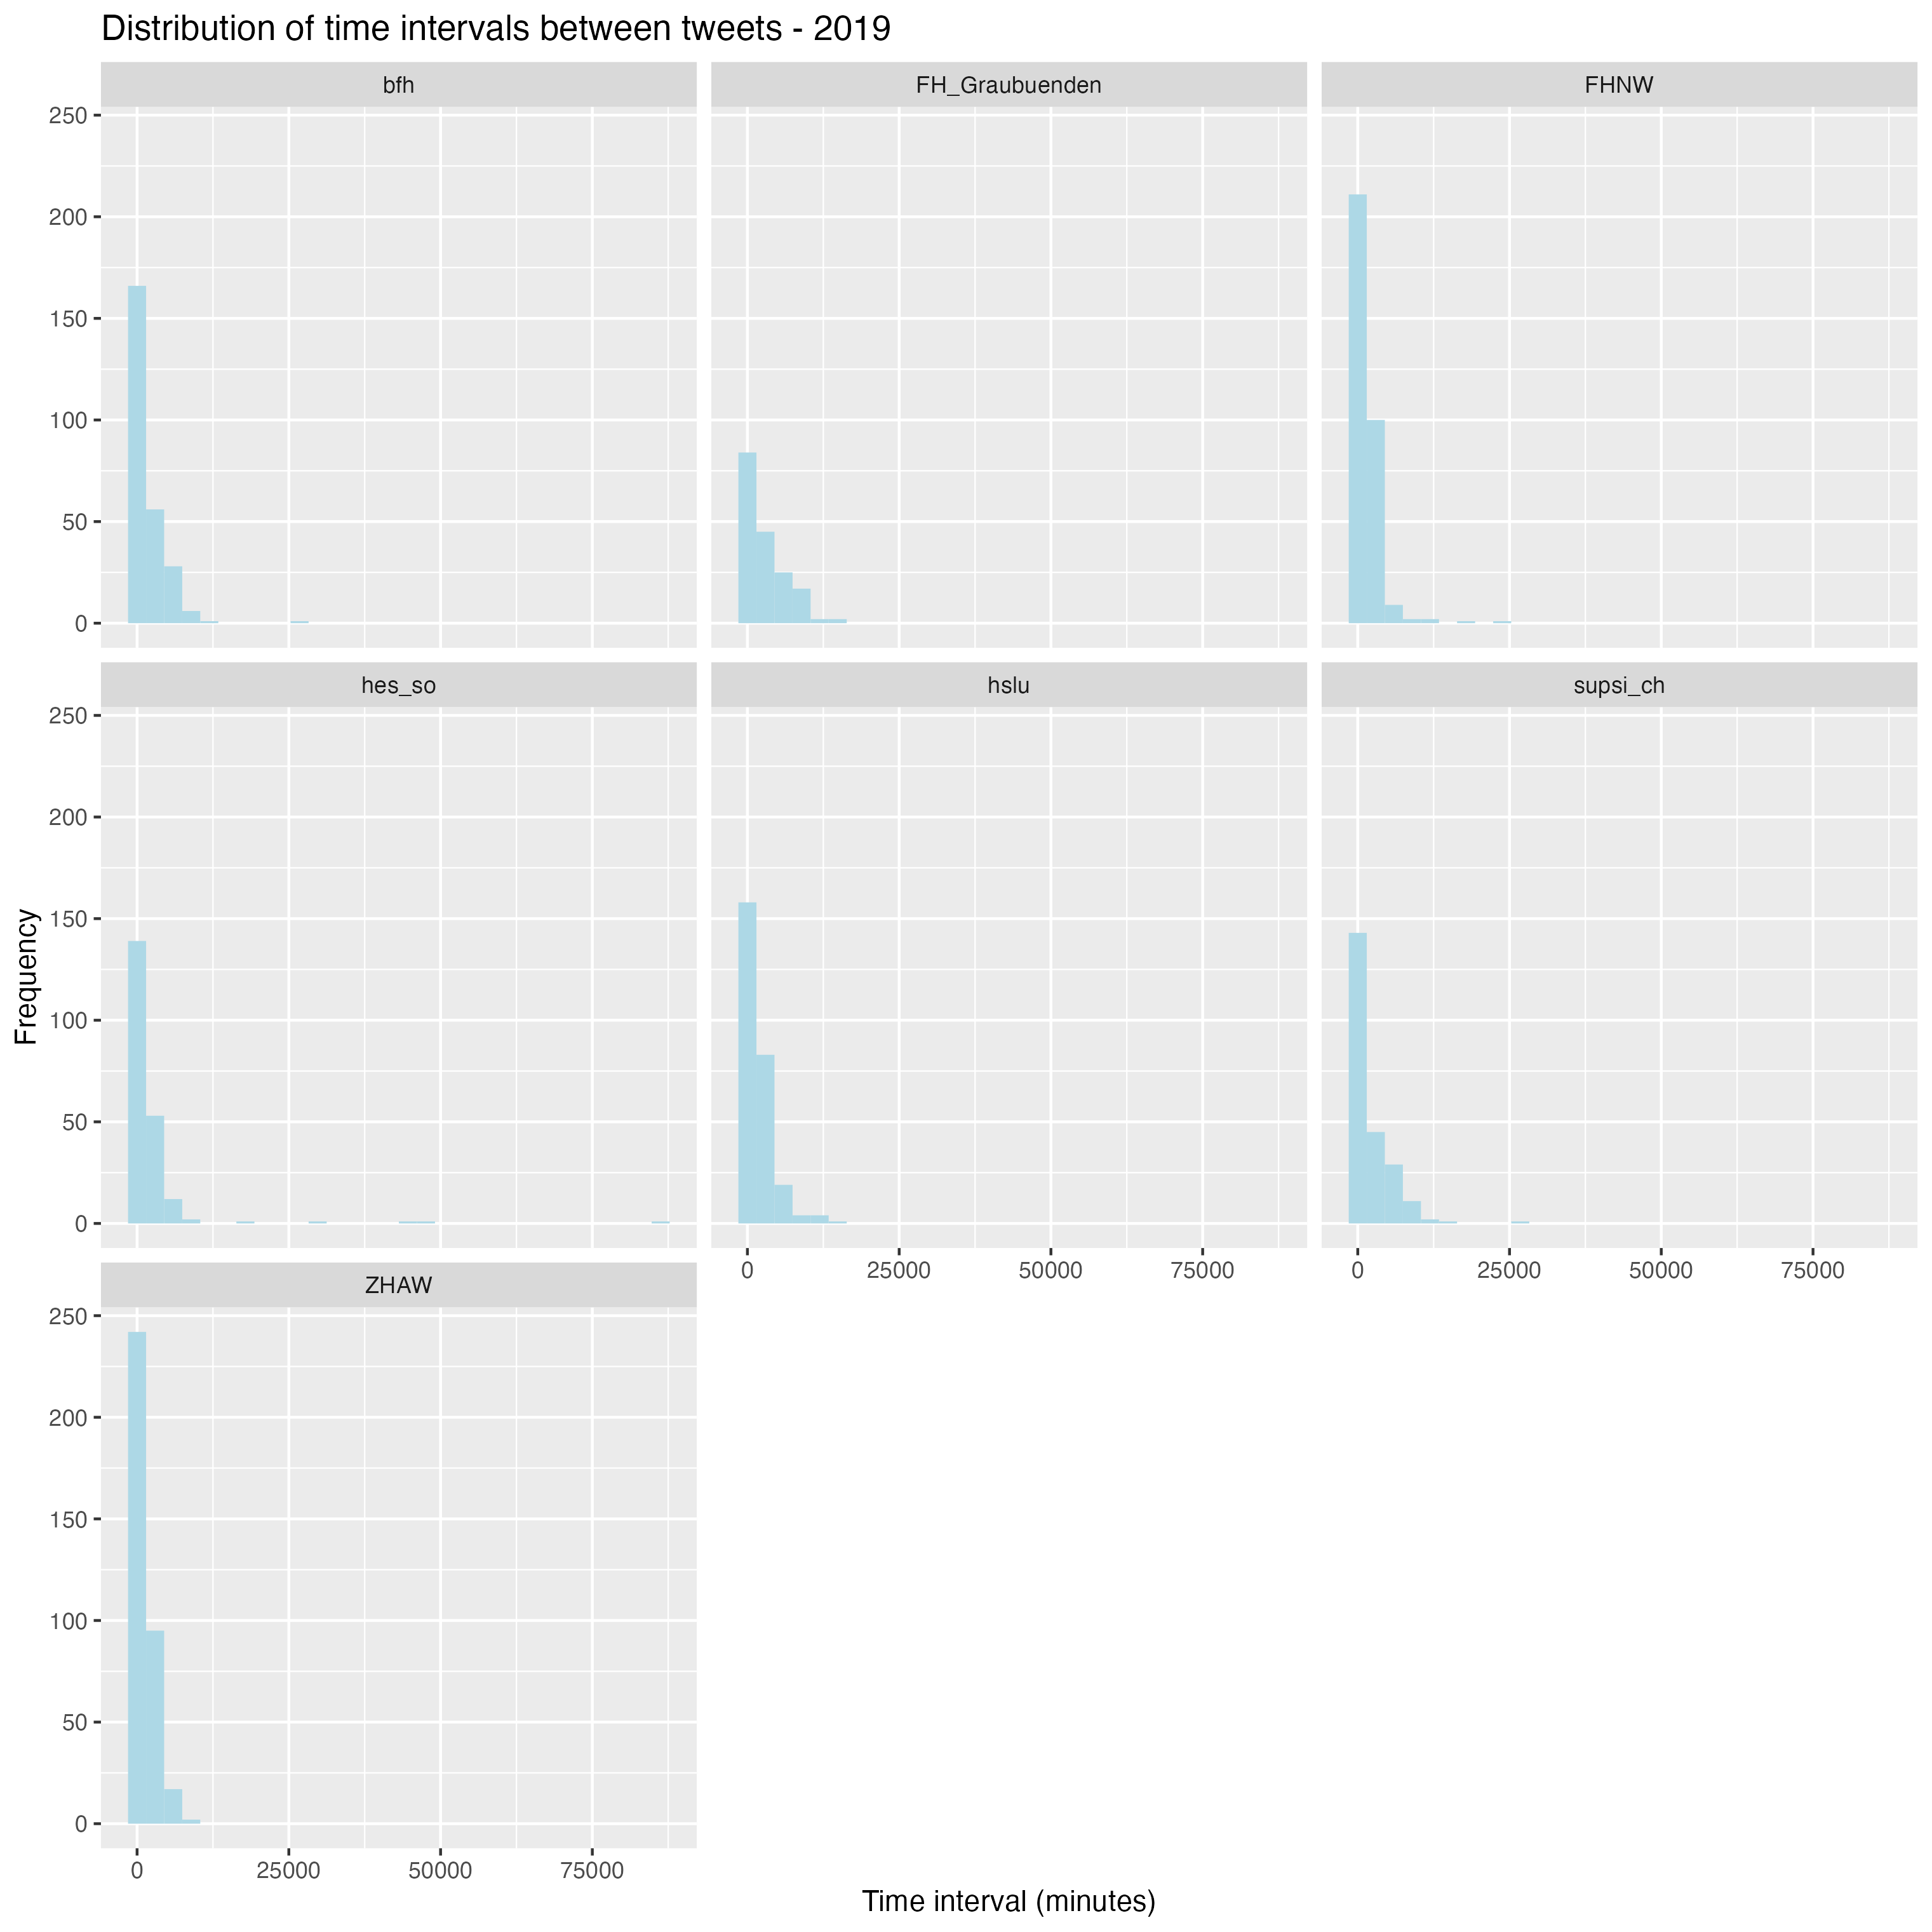 Distribution of time intervals between tweets - 2019
bfh
FH_Graubuenden
FHNW
250
200
150
100
50
0
hes_so
hslu
supsi_ch
250
200
150
100
50
0
0 25000 50000 75000
0 25000 50000 75000
ZHAW
250
200
150
100
50
0
0 25000 50000 75000
Time interval (minutes)
Frequency